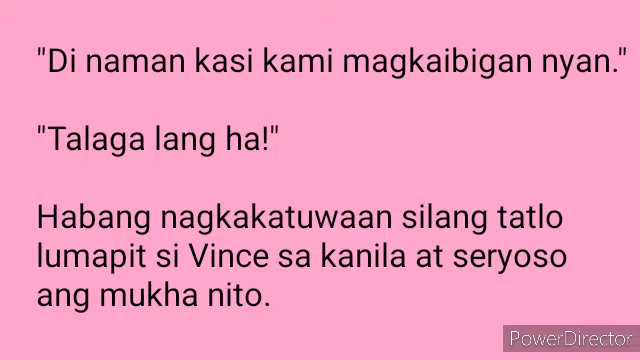 "Di naman kasi kami magkaibigan nyan."
"Talaga lang ha!"
Habang nagkakatuwaan silang tatlo
lumapit si Vince sa kanila at seryoso
ang mukha nito.
PowerDirector